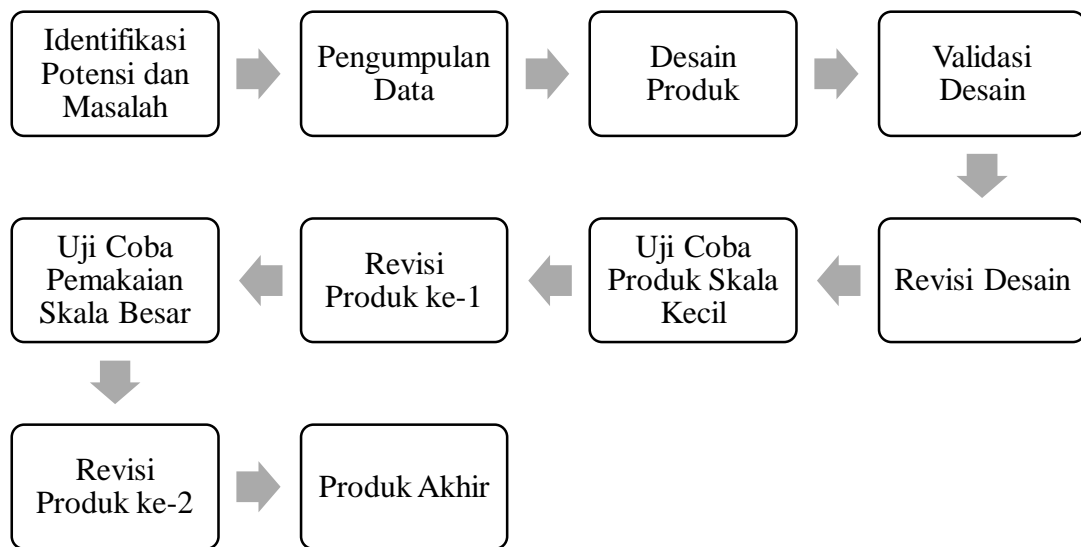 Identifikasi
Potensi dan
Masalah
Pengumpulan
Data
Desain
Produk
Validasi
Desain
Revisi Desain
Uji Coba
Produk Skala
Kecil
Revisi
Produk ke-1
Uji Coba
Pemakaian
Skala Besar
Revisi
Produk ke-2
Produk Akhir